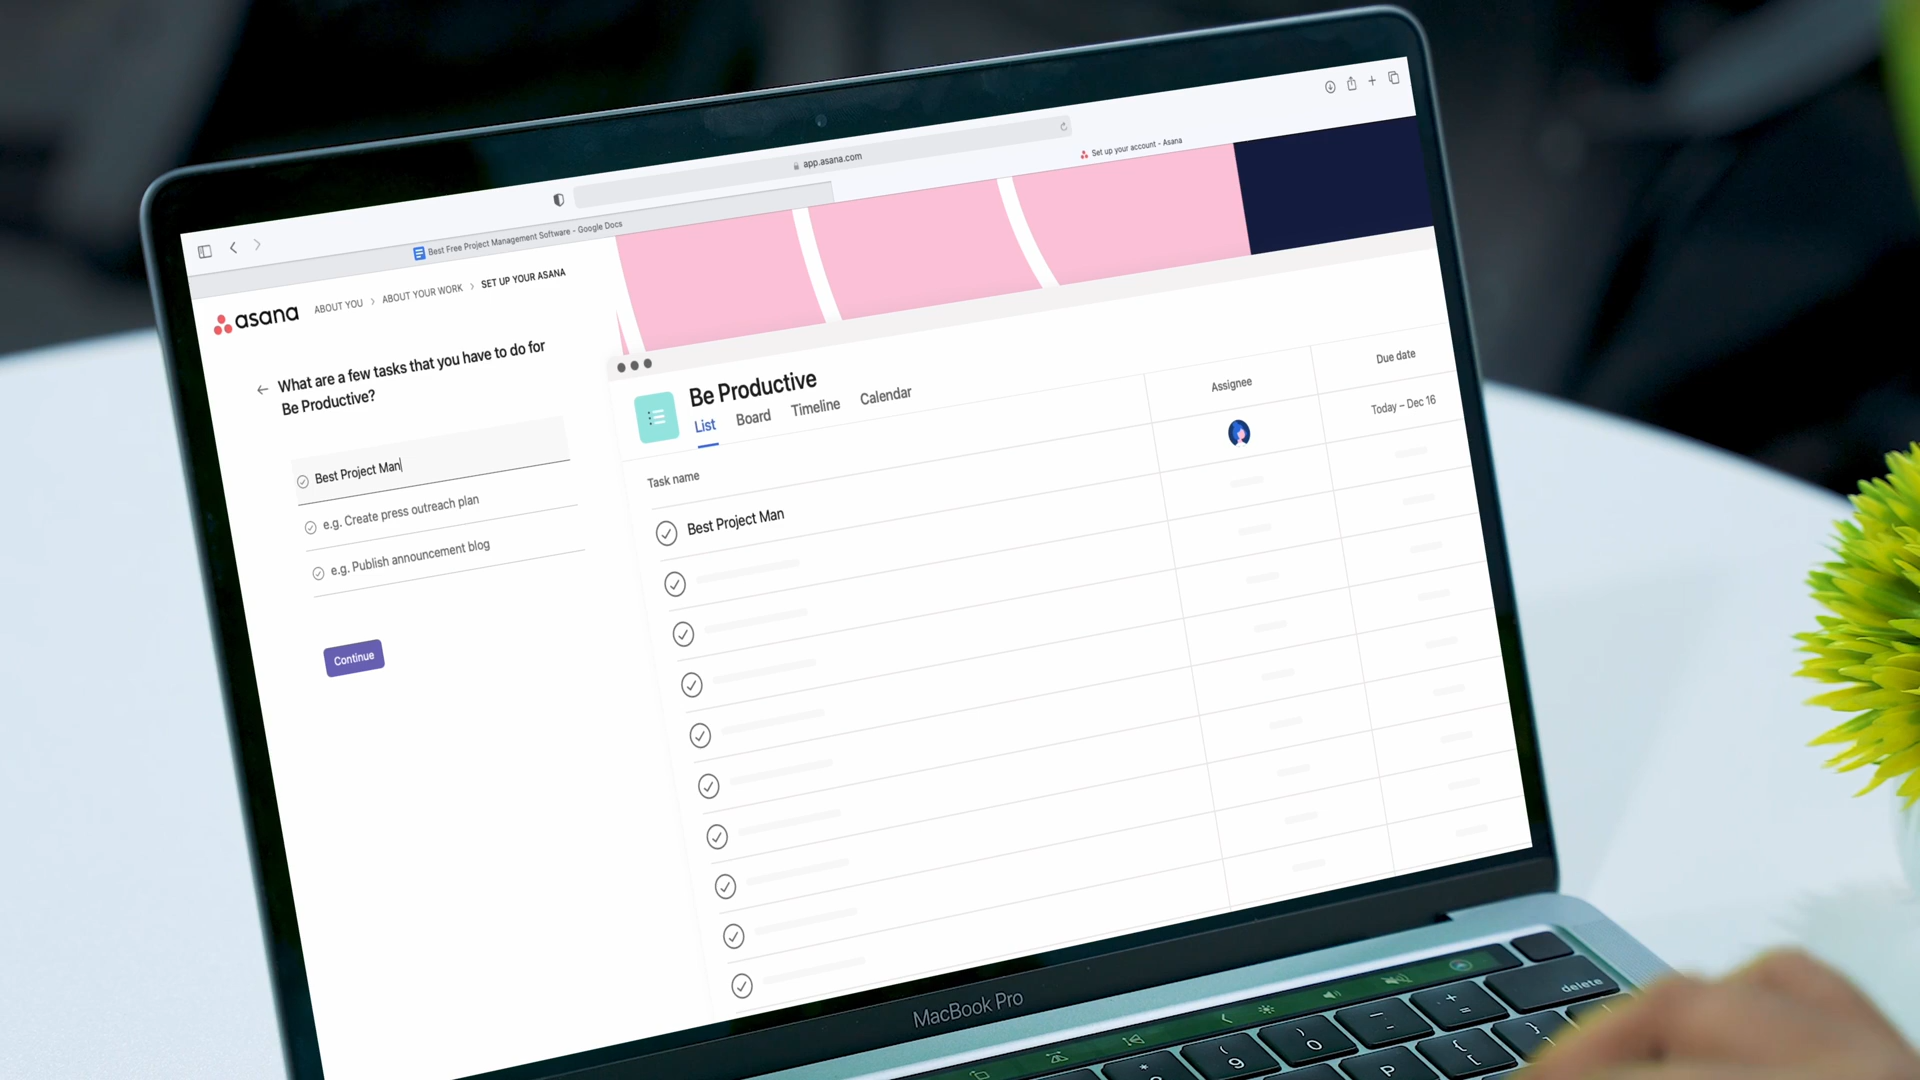 app.asana.com
Best Free Project Management Software - Google Docs
Set up your account - Asana
asana
ABOUT YOU > ABOUT YOUR WORK > SET UP YOUR ASANA
← What are a few tasks that you have to do for
Be Productive?
Best Project Man
e.g. Create press outreach plan
e.g. Publish announcement blog
Continue
Be Productive
List Board Timeline Calendar
Task name
Assignee
Due date
Best Project Man
Today – Dec 16
MacBook Pro
delete
+
=
_
-
)
0
(
9
*
}
{
[
P